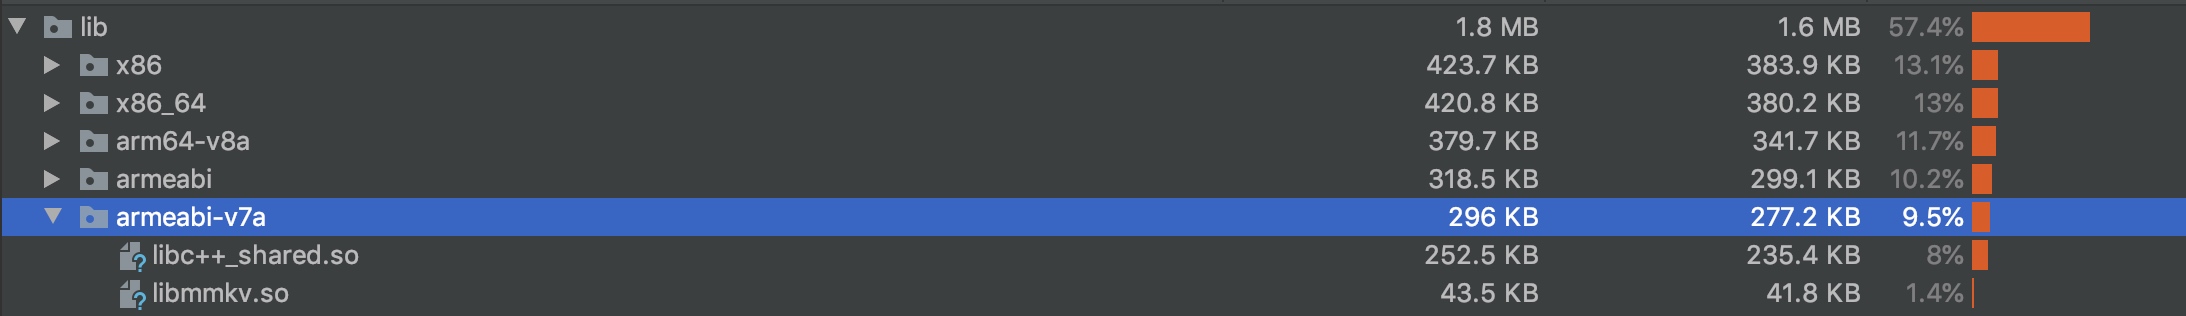 lib 1.8 MB 1.6 MB 57.4%
x86 423.7 KB 383.9 KB 13.1%
x86_64 420.8 KB 380.2 KB 13%
arm64-v8a 379.7 KB 341.7 KB 11.7%
armeabi 318.5 KB 299.1 KB 10.2%
armeabi-v7a 296 KB 277.2 KB 9.5%
libc++_shared.so 252.5 KB 235.4 KB 8%
libmmkv.so 43.5 KB 41.8 KB 1.4%